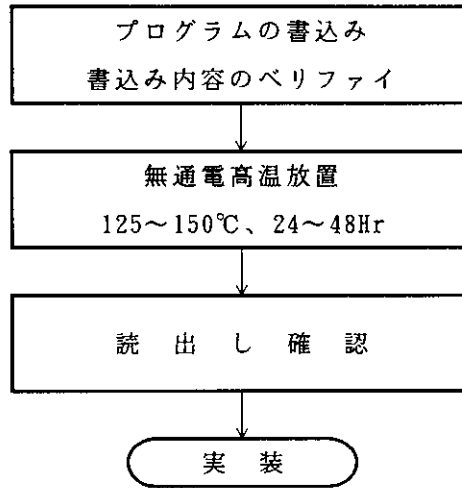 プログラムの書込み
書込み内容のベリファイ
無通電高温放置
125～150℃、24～48Hr
読出し確認
実装